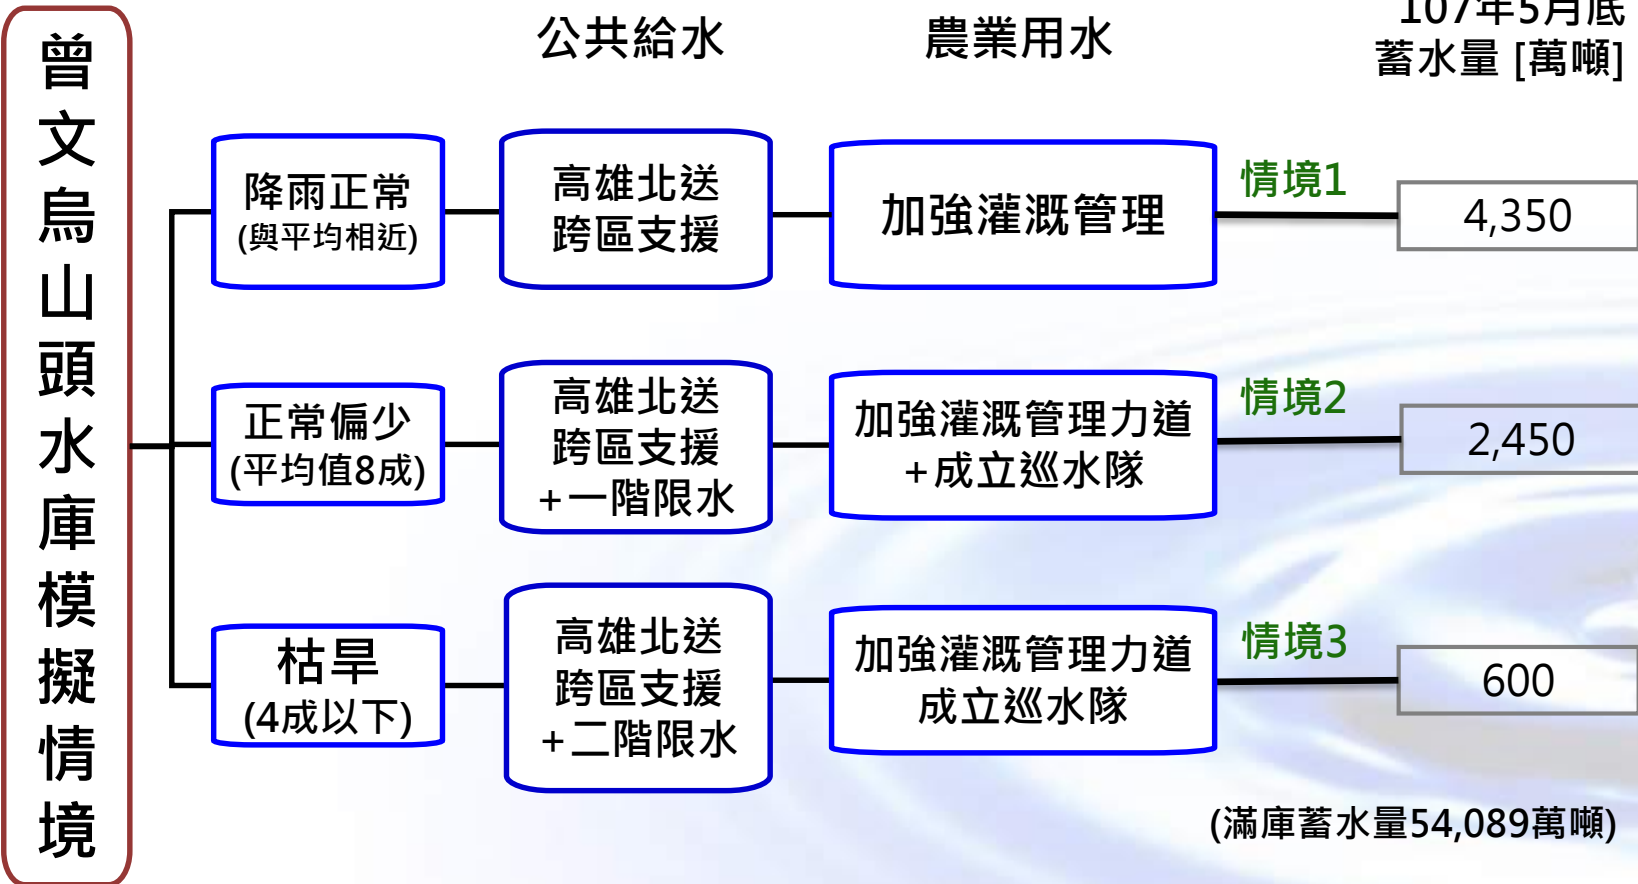 曾文烏山頭水庫模擬情境
公共給水
農業用水
107年5月底
蓄水量 [萬噸]
降雨正常
(與平均相近)
高雄北送
跨區支援
加強灌溉管理
情境1
4,350
正常偏少
(平均值8成)
高雄北送
跨區支援
+一階限水
加強灌溉管理力道
+成立巡水隊
情境2
2,450
枯旱
(4成以下)
高雄北送
跨區支援
+二階限水
加強灌溉管理力道
成立巡水隊
情境3
600
(滿庫蓄水量54,089萬噸)